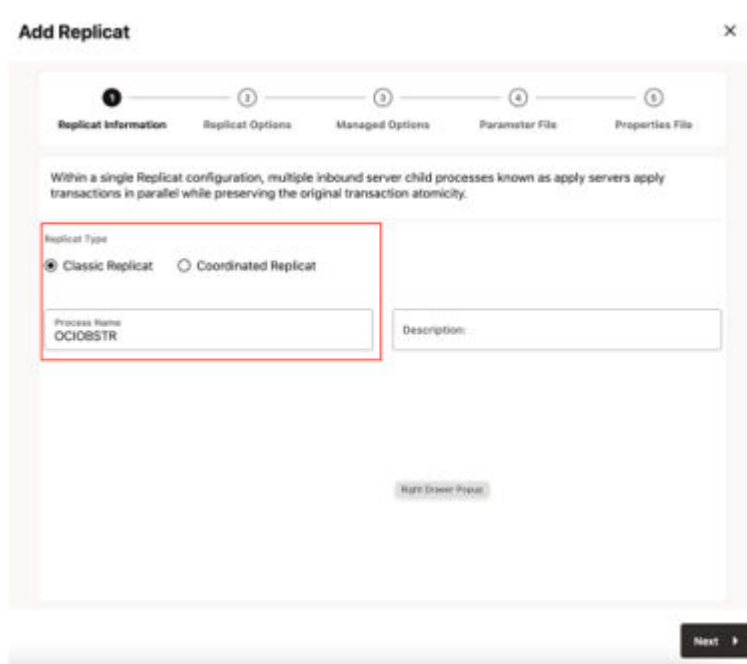 Add Replicat
×
1 2 3 4 5
Replicat Information Replicat Options Managed Options Parameter File Properties File
Within a single Replicat configuration, multiple inbound server child processes known as apply servers apply
transactions in parallel while preserving the original transaction atomicity.
Replicat Type
Classic Replicat Coordinated Replicat
Process Name
OCIOBSTR
Description:
Right Drawer Popup
Next